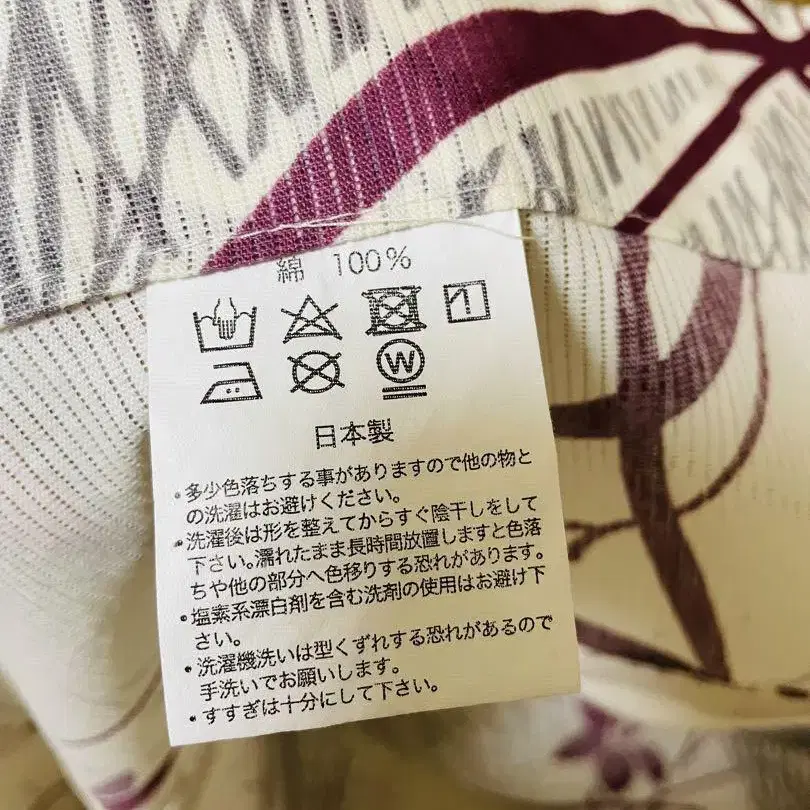 綿 100%
W
日本製
・多少色落ちする事がありますので他の物と
の洗濯はお避けください。
・洗濯後は形を整えてからすぐ陰干しをして
下さい。濡れたまま長時間放置しますと色落
ちや他の部分へ色移りする恐れがあります。
・塩素系漂白剤を含む洗剤の使用はお避け下
さい。
・洗濯機洗いは型くずれする恐れがあるので
手洗いでお願いします。
・すすぎは十分にして下さい。